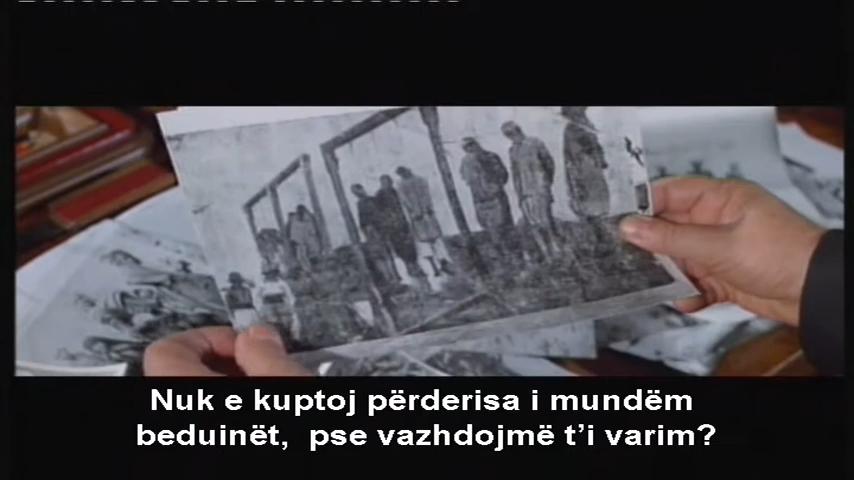 Nuk e kuptoj përderisa i mundëm
beduinët, pse vazhdojmë t'i varim?